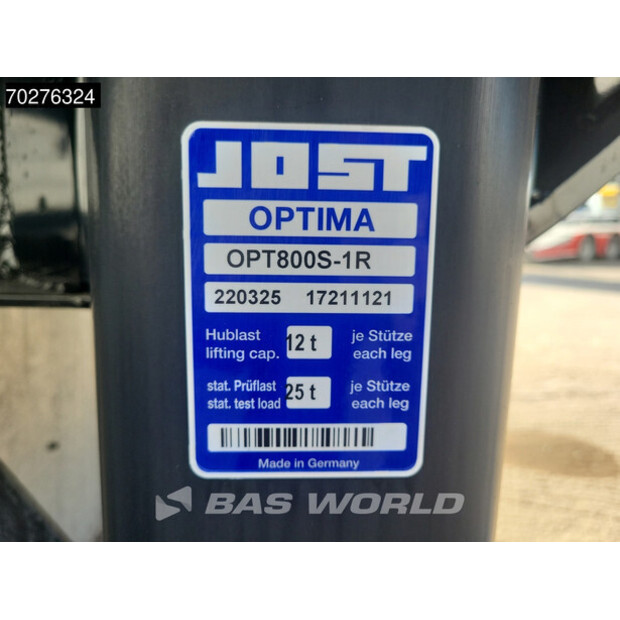 70276324
JOST
OPTIMA
OPT800S-1R
220325 17211121
Hublast 12 t je Stütze
lifting cap. each leg
stat. Prüflast 25 t je Stütze
stat. test load each leg
Made in Germany
BAS WORLD